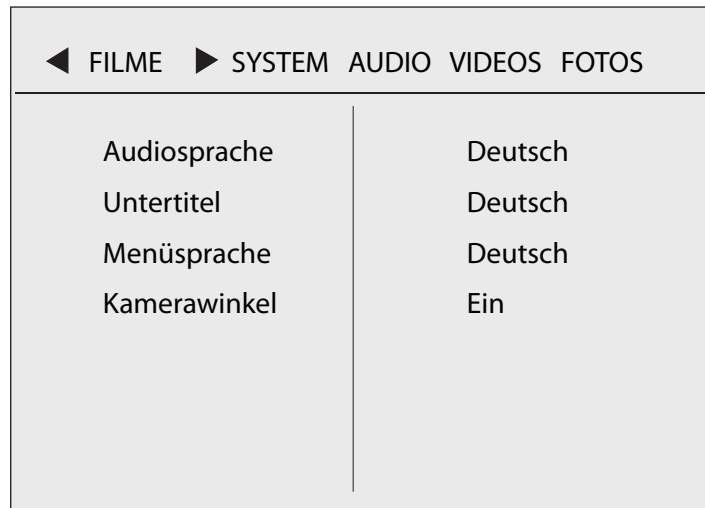 ◀ FILME ▶ SYSTEM AUDIO VIDEOS FOTOS
Audiosprache Deutsch
Untertitel Deutsch
Menüsprache Deutsch
Kamerawinkel Ein